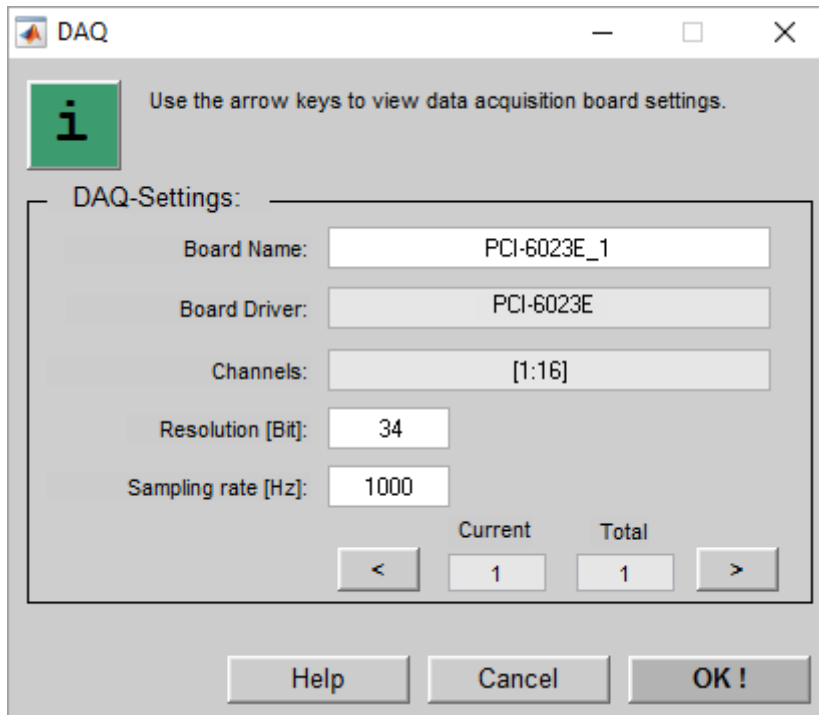 DAQ
i
Use the arrow keys to view data acquisition board settings.
DAQ-Settings:
Board Name: PCI-6023E_1
Board Driver: PCI-6023E
Channels: [1:16]
Resolution [Bit]: 34
Sampling rate [Hz]: 1000
Current Total
< 1 1 >
Help Cancel OK !